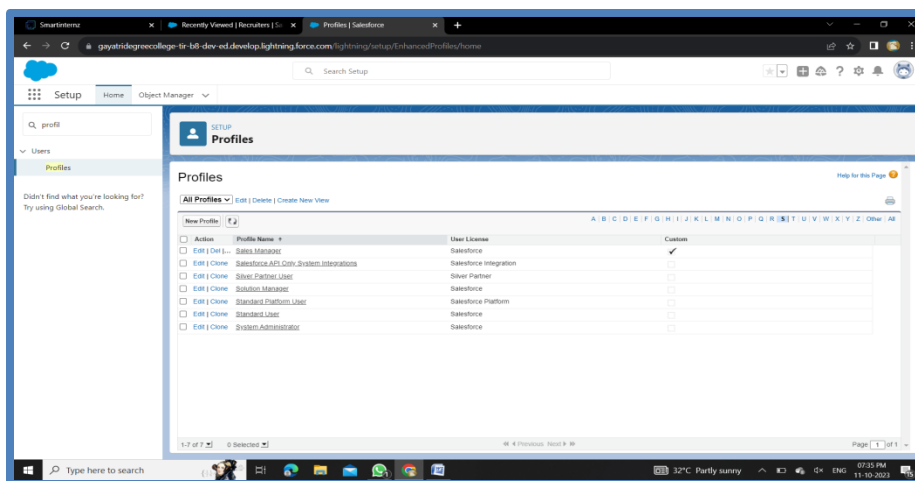 Smartinternz
Recently Viewed | Recruiters | Sa
Profiles | Salesforce
gayatridegreecollege-tir-b8-dev-ed.develop.lightning.force.com/lightning/setup/EnhancedProfiles/home
Search Setup
Setup Home Object Manager
profil
Users
Profiles
Didn't find what you're looking for?
Try using Global Search.
SETUP
Profiles
Profiles
Help for this Page
All Profiles Edit | Delete | Create New View
New Profile A | B | C | D | E | F | G | H | I | J | K | L | M | N | O | P | Q | R | S | T | U | V | W | X | Y | Z | Other | All
Action Profile Name User License Custom
Edit | Del | ... Sales Manager Salesforce
Edit | Clone Salesforce API Only System Integrations Salesforce Integration
Edit | Clone Silver Partner User Silver Partner
Edit | Clone Solution Manager Salesforce
Edit | Clone Standard Platform User Salesforce Platform
Edit | Clone Standard User Salesforce
Edit | Clone System Administrator Salesforce
1-7 of 7 0 Selected Previous Next Page 1 of 1
Type here to search
32°C Partly sunny ENG 07:35 PM
11-10-2023